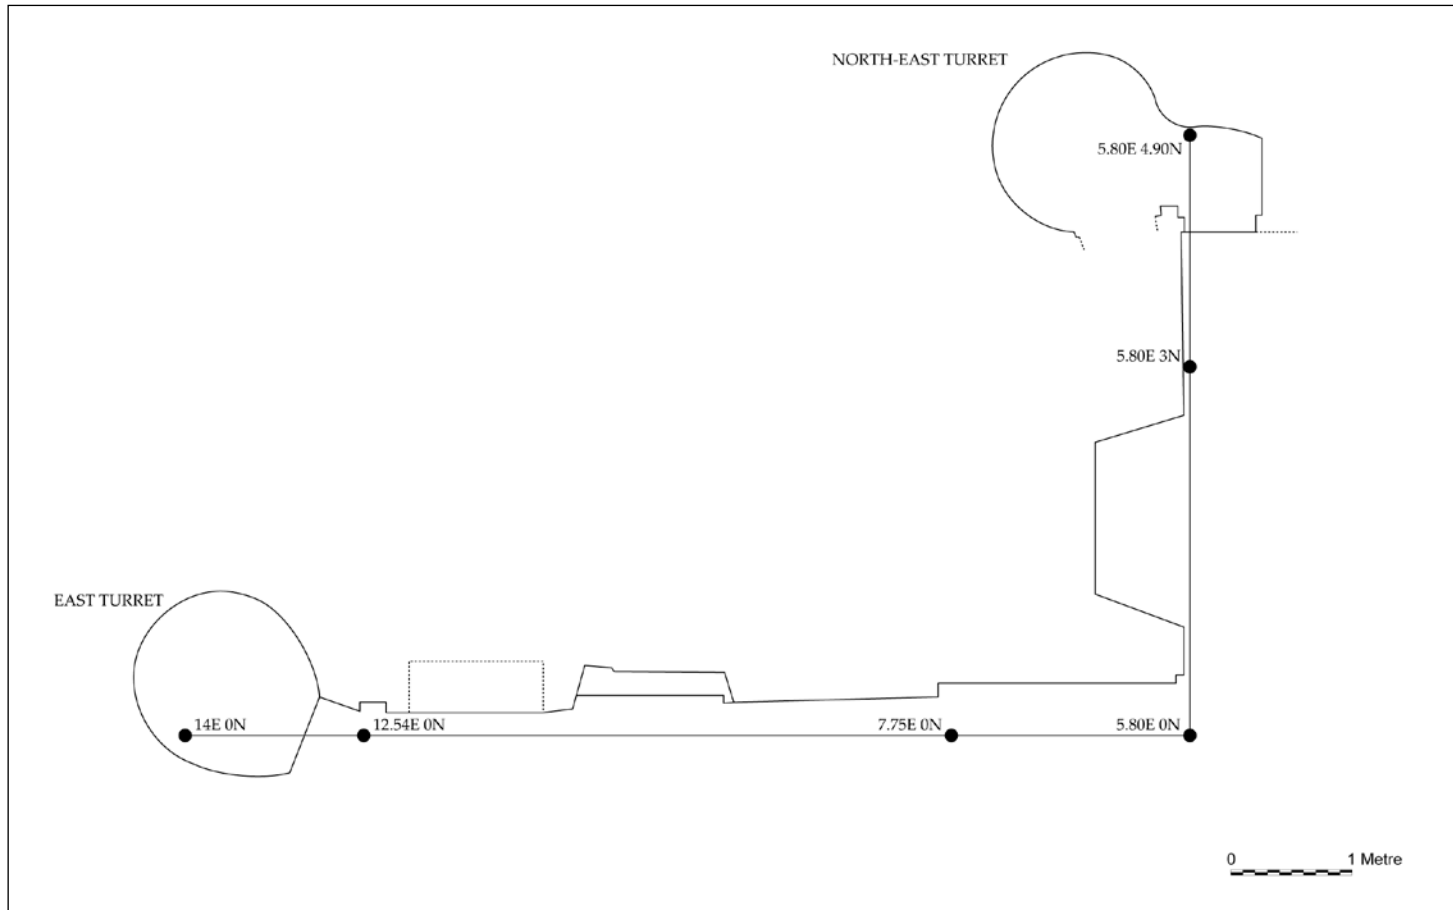 NORTH-EAST TURRET
5.80E 4.90N
5.80E 3N
EAST TURRET
14E 0N
12.54E 0N
7.75E 0N
5.80E 0N
0
1 Metre